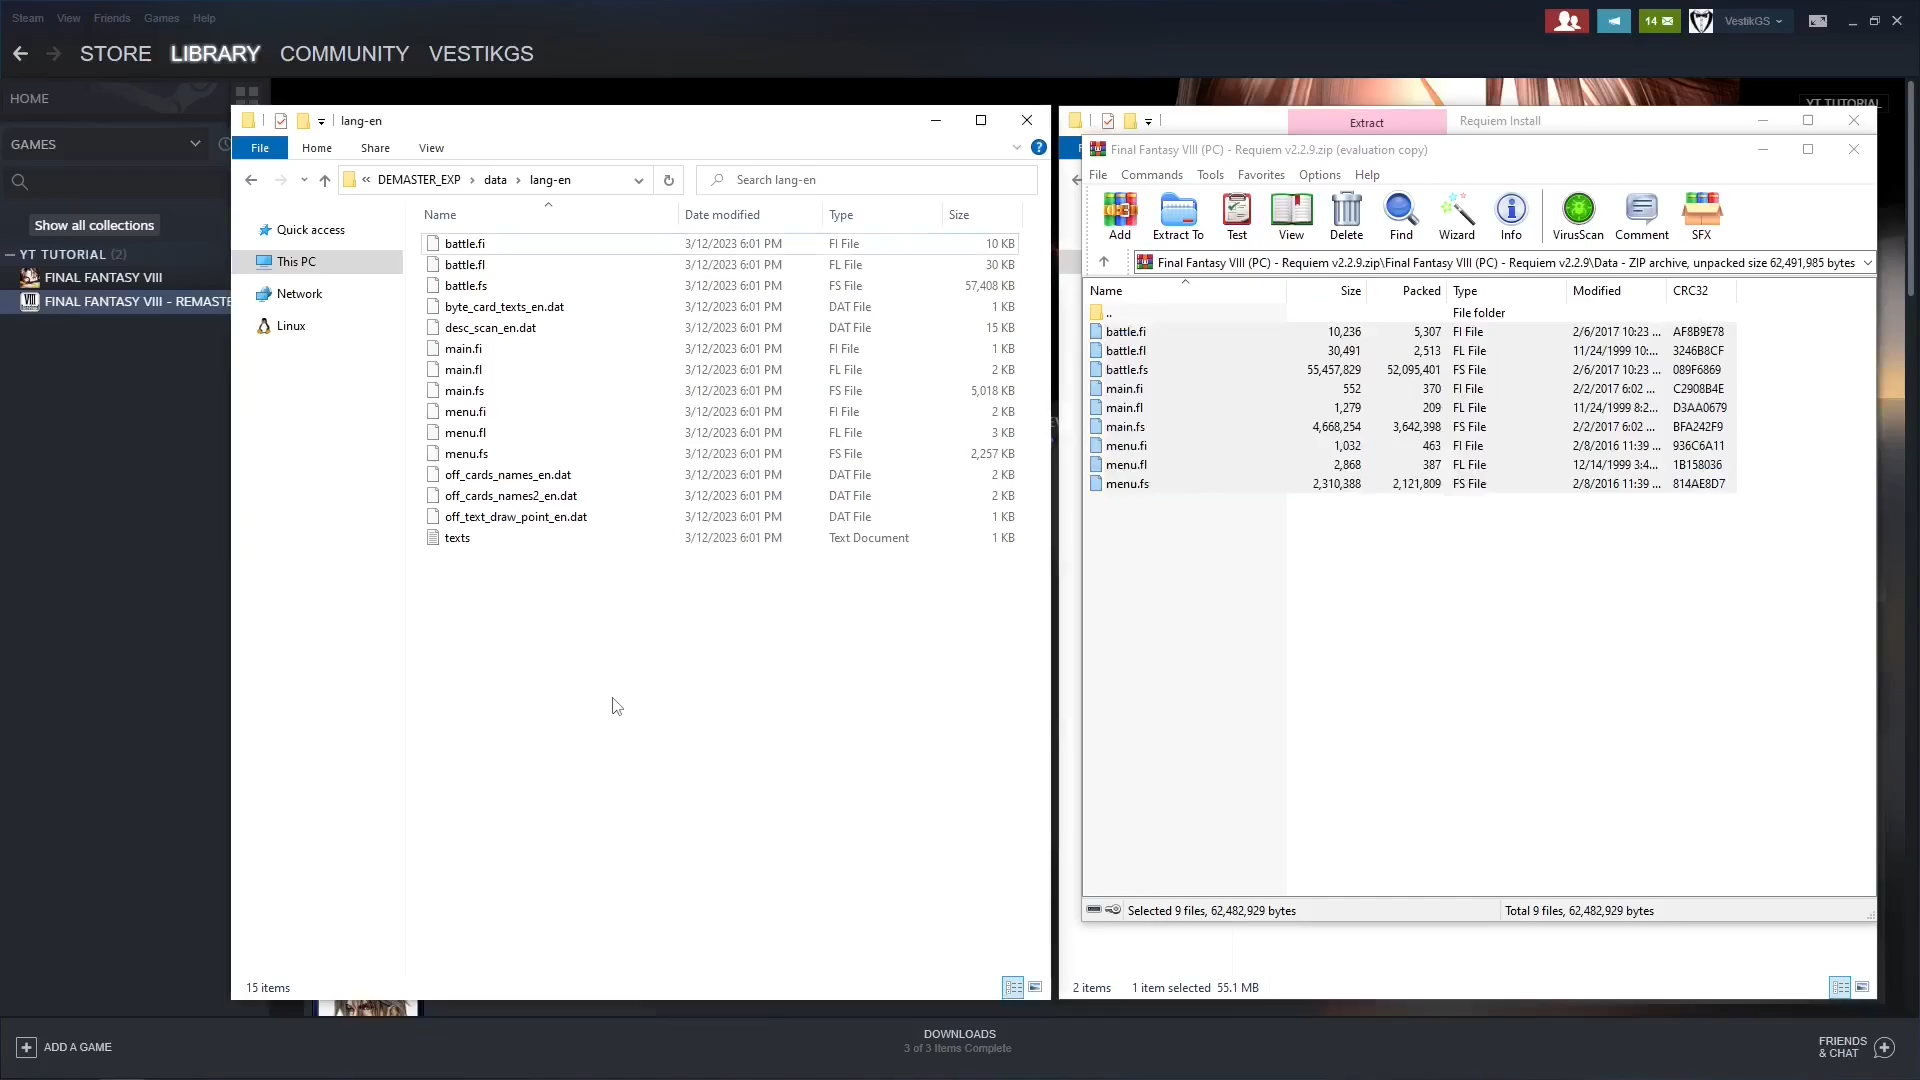 Steam View Friends Games Help
14 VestikGS
STORE LIBRARY COMMUNITY VESTIKGS
HOME
GAMES
Show all collections
YT TUTORIAL (2)
FINAL FANTASY VIII
FINAL FANTASY VIII - REMASTE
YT TUTORIAL
lang-en
File Home Share View
« DEMASTER_EXP > data > lang-en
Search lang-en
Quick access
This PC
Network
Linux
Name Date modified Type Size
battle.fi 3/12/2023 6:01 PM FI File 10 KB
battle.fl 3/12/2023 6:01 PM FL File 30 KB
battle.fs 3/12/2023 6:01 PM FS File 57,408 KB
byte_card_texts_en.dat 3/12/2023 6:01 PM DAT File 1 KB
desc_scan_en.dat 3/12/2023 6:01 PM DAT File 15 KB
main.fi 3/12/2023 6:01 PM FI File 1 KB
main.fl 3/12/2023 6:01 PM FL File 2 KB
main.fs 3/12/2023 6:01 PM FS File 5,018 KB
menu.fi 3/12/2023 6:01 PM FI File 2 KB
menu.fl 3/12/2023 6:01 PM FL File 3 KB
menu.fs 3/12/2023 6:01 PM FS File 2,257 KB
off_cards_names_en.dat 3/12/2023 6:01 PM DAT File 2 KB
off_cards_names2_en.dat 3/12/2023 6:01 PM DAT File 2 KB
off_text_draw_point_en.dat 3/12/2023 6:01 PM DAT File 1 KB
texts 3/12/2023 6:01 PM Text Document 1 KB
15 items
Extract Requiem Install
Final Fantasy VIII (PC) - Requiem v2.2.9.zip (evaluation copy)
File Commands Tools Favorites Options Help
Add Extract To Test View Delete Find Wizard Info VirusScan Comment SFX
Final Fantasy VIII (PC) - Requiem v2.2.9.zip\Final Fantasy VIII (PC) - Requiem v2.2.9\Data - ZIP archive, unpacked size 62,491,985 bytes
Name Size Packed Type Modified CRC32
.. File folder
battle.fi 10,236 5,307 FI File 2/6/2017 10:23 ... AF8B9E78
battle.fl 30,491 2,513 FL File 11/24/1999 10:... 3246B8CF
battle.fs 55,457,829 52,095,401 FS File 2/6/2017 10:23 ... 089F6869
main.fi 552 370 FI File 2/2/2017 6:02 ... C2908B4E
main.fl 1,279 209 FL File 11/24/1999 8:2... D3AA0679
main.fs 4,668,254 3,642,398 FS File 2/2/2017 6:02 ... BFA242F9
menu.fi 1,032 463 FI File 2/8/2016 11:39 ... 936C6A11
menu.fl 2,868 387 FL File 12/14/1999 3:4... 1B158036
menu.fs 2,310,388 2,121,809 FS File 2/8/2016 11:39 ... 814AE8D7
Selected 9 files, 62,482,929 bytes Total 9 files, 62,482,929 bytes
2 items 1 item selected 55.1 MB
ADD A GAME
DOWNLOADS
3 of 3 Items Complete
FRIENDS
& CHAT